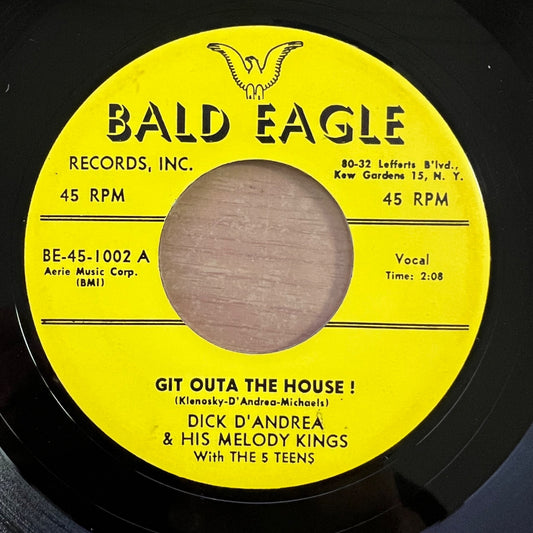 BALD EAGLE
RECORDS, INC.
80-32 Lefferts B'lvd.,
Kew Gardens 15, N. Y.
45 RPM
45 RPM
BE-45-1002 A
Aerie Music Corp.
(BMI)
Vocal
Time: 2:08
GIT OUTA THE HOUSE !
(Klenosky-D'Andrea-Michaels)
DICK D'ANDREA
& HIS MELODY KINGS
With THE 5 TEEN$